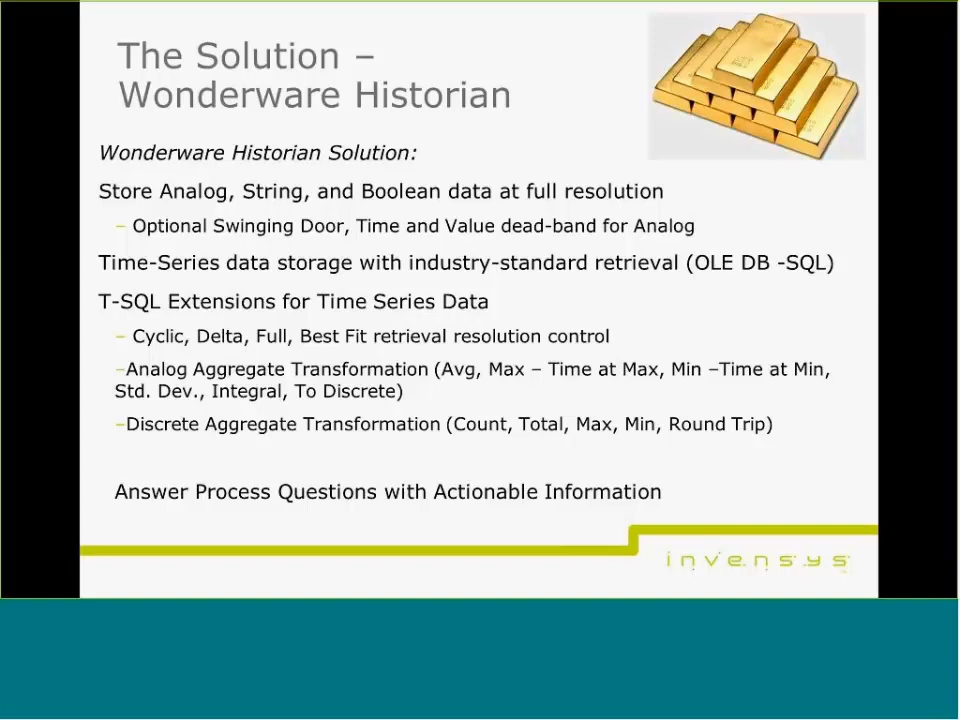 The Solution –
Wonderware Historian
Wonderware Historian Solution:
Store Analog, String, and Boolean data at full resolution
– Optional Swinging Door, Time and Value dead-band for Analog
Time-Series data storage with industry-standard retrieval (OLE DB -SQL)
T-SQL Extensions for Time Series Data
– Cyclic, Delta, Full, Best Fit retrieval resolution control
–Analog Aggregate Transformation (Avg, Max – Time at Max, Min –Time at Min,
Std. Dev., Integral, To Discrete)
–Discrete Aggregate Transformation (Count, Total, Max, Min, Round Trip)
Answer Process Questions with Actionable Information
invensys